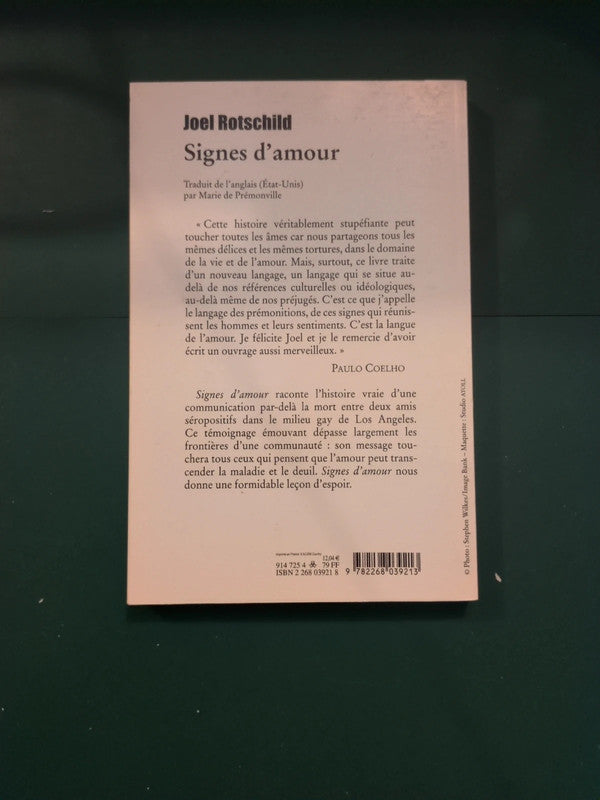 Joel Rotschild
Signes d'amour
Traduit de l'anglais (État-Unis)
par Marie de Prémonville
« Cette histoire véritablement stupéfiante peut
toucher toutes les âmes car nous partageons tous les
mêmes délices et les mêmes tortures, dans le domaine
de la vie et de l'amour. Mais, surtout, ce livre traite
d'un nouveau langage, un langage qui se situe au-
delà de nos références culturelles ou idéologiques,
au-delà même de nos préjugés. C'est ce que j'appelle
le langage des prémonitions, de ces signes qui réunis-
sent les hommes et leurs sentiments. C'est la langue
de l'amour. Je félicite Joel et je le remercie d'avoir
écrit un ouvrage aussi merveilleux. »
PAULO COELHO
Signes d'amour raconte l'histoire vraie d'une
communication par-delà la mort entre deux amis
séropositifs dans le milieu gay de Los Angeles.
Ce témoignage émouvant dépasse largement les
frontières d'une communauté : son message tou-
chera tous ceux qui pensent que l'amour peut trans-
cender la maladie et le deuil. Signes d'amour nous
donne une formidable leçon d'espoir.
12,04 €
914 725 4 79 FF
ISBN 2 268 03921 8
9 782268 039213
© Photo : Stephen Wilkes/Image Bank – Maquette : Studio ATOLL